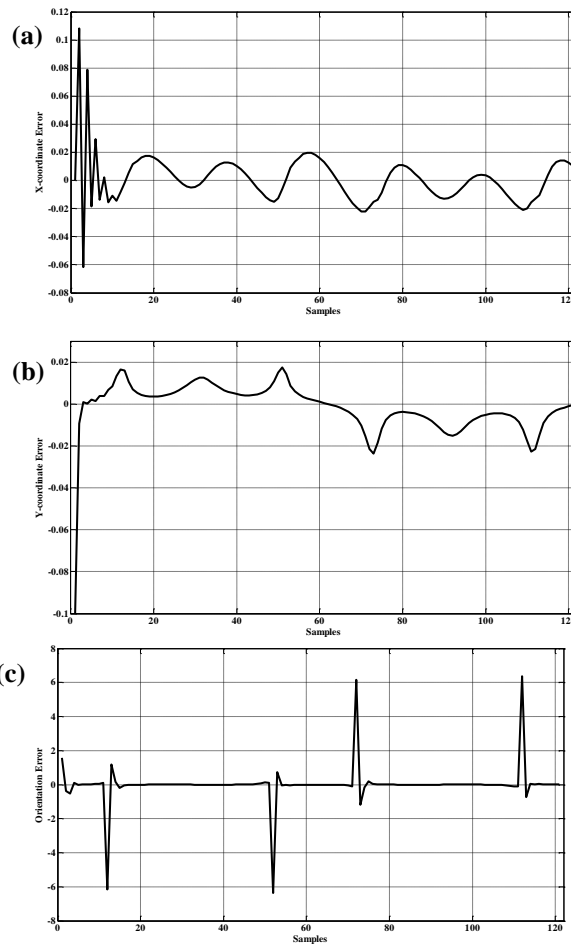 (a)
X-coordinate Error
0.12
0.1
0.08
0.06
0.04
0.02
0
-0.02
-0.04
-0.06
-0.08
0 20 40 60 80 100 120
Samples
(b)
Y-coordinate Error
0.02
0
-0.02
-0.04
-0.06
-0.08
-0.1
0 20 40 60 80 100 120
Samples
(c)
Orientation Error
8
6
4
2
0
-2
-4
-6
-8
0 20 40 60 80 100 120
Samples